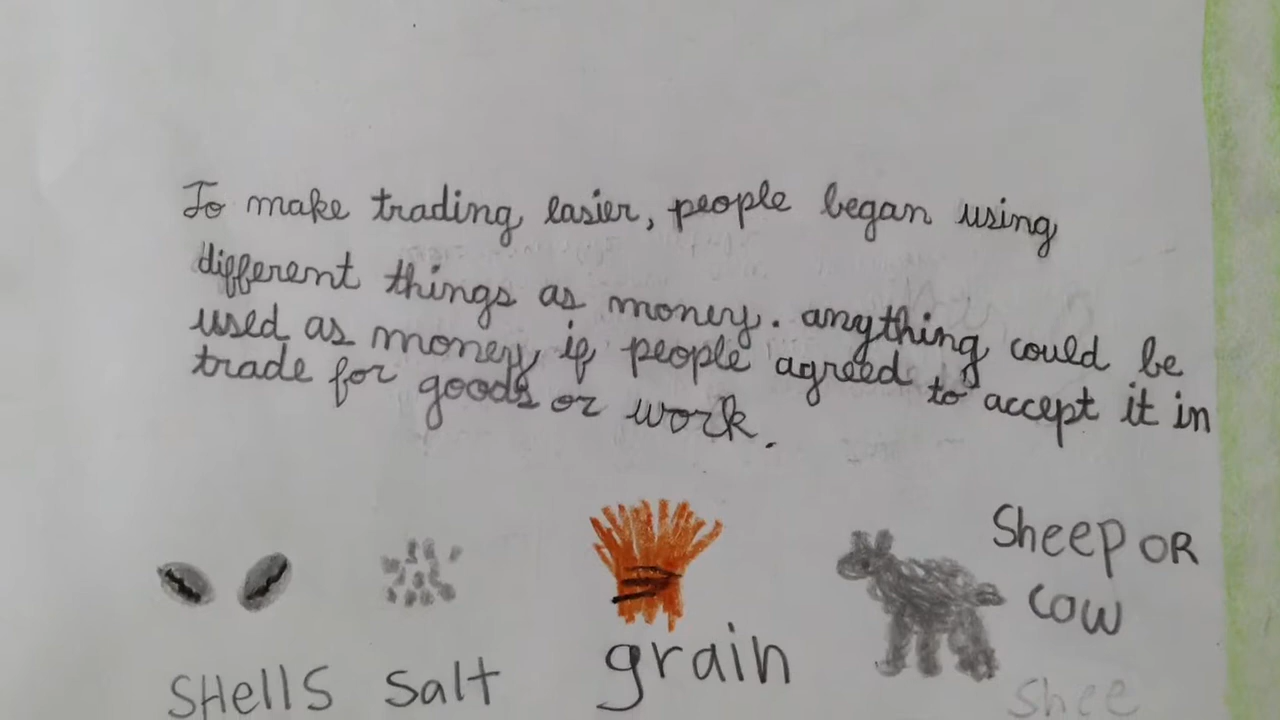 To make trading easier, people began using
different things as money. anything could be
used as money if people agreed to accept it in
trade for goods or work.
Sheep OR
cow
SHellS
Salt
grain
Shee